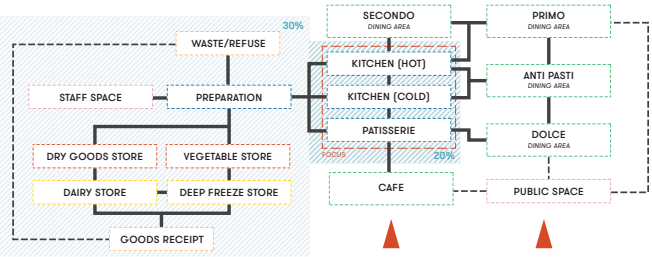 30%
WASTE/REFUSE
STAFF SPACE
PREPARATION
DRY GOODS STORE
VEGETABLE STORE
DAIRY STORE
DEEP FREEZE STORE
GOODS RECEIPT
SECONDO
DINING AREA
KITCHEN (HOT)
KITCHEN (COLD)
PATISSERIE
FOCUS
20%
CAFE
PRIMO
DINING AREA
ANTI PASTI
DINING AREA
DOLCE
DINING AREA
PUBLIC SPACE